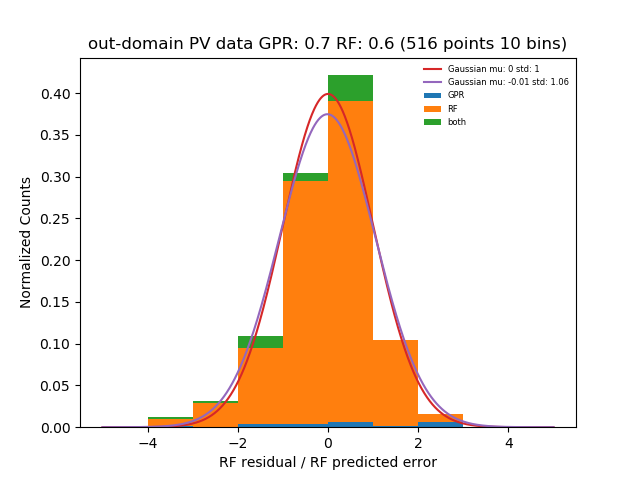 out-domain PV data GPR: 0.7 RF: 0.6 (516 points 10 bins)
Gaussian mu: 0 std: 1
Gaussian mu: -0.01 std: 1.06
GPR
RF
both
Normalized Counts
0.40
0.35
0.30
0.25
0.20
0.15
0.10
0.05
0.00
−4 −2 0 2 4
RF residual / RF predicted error